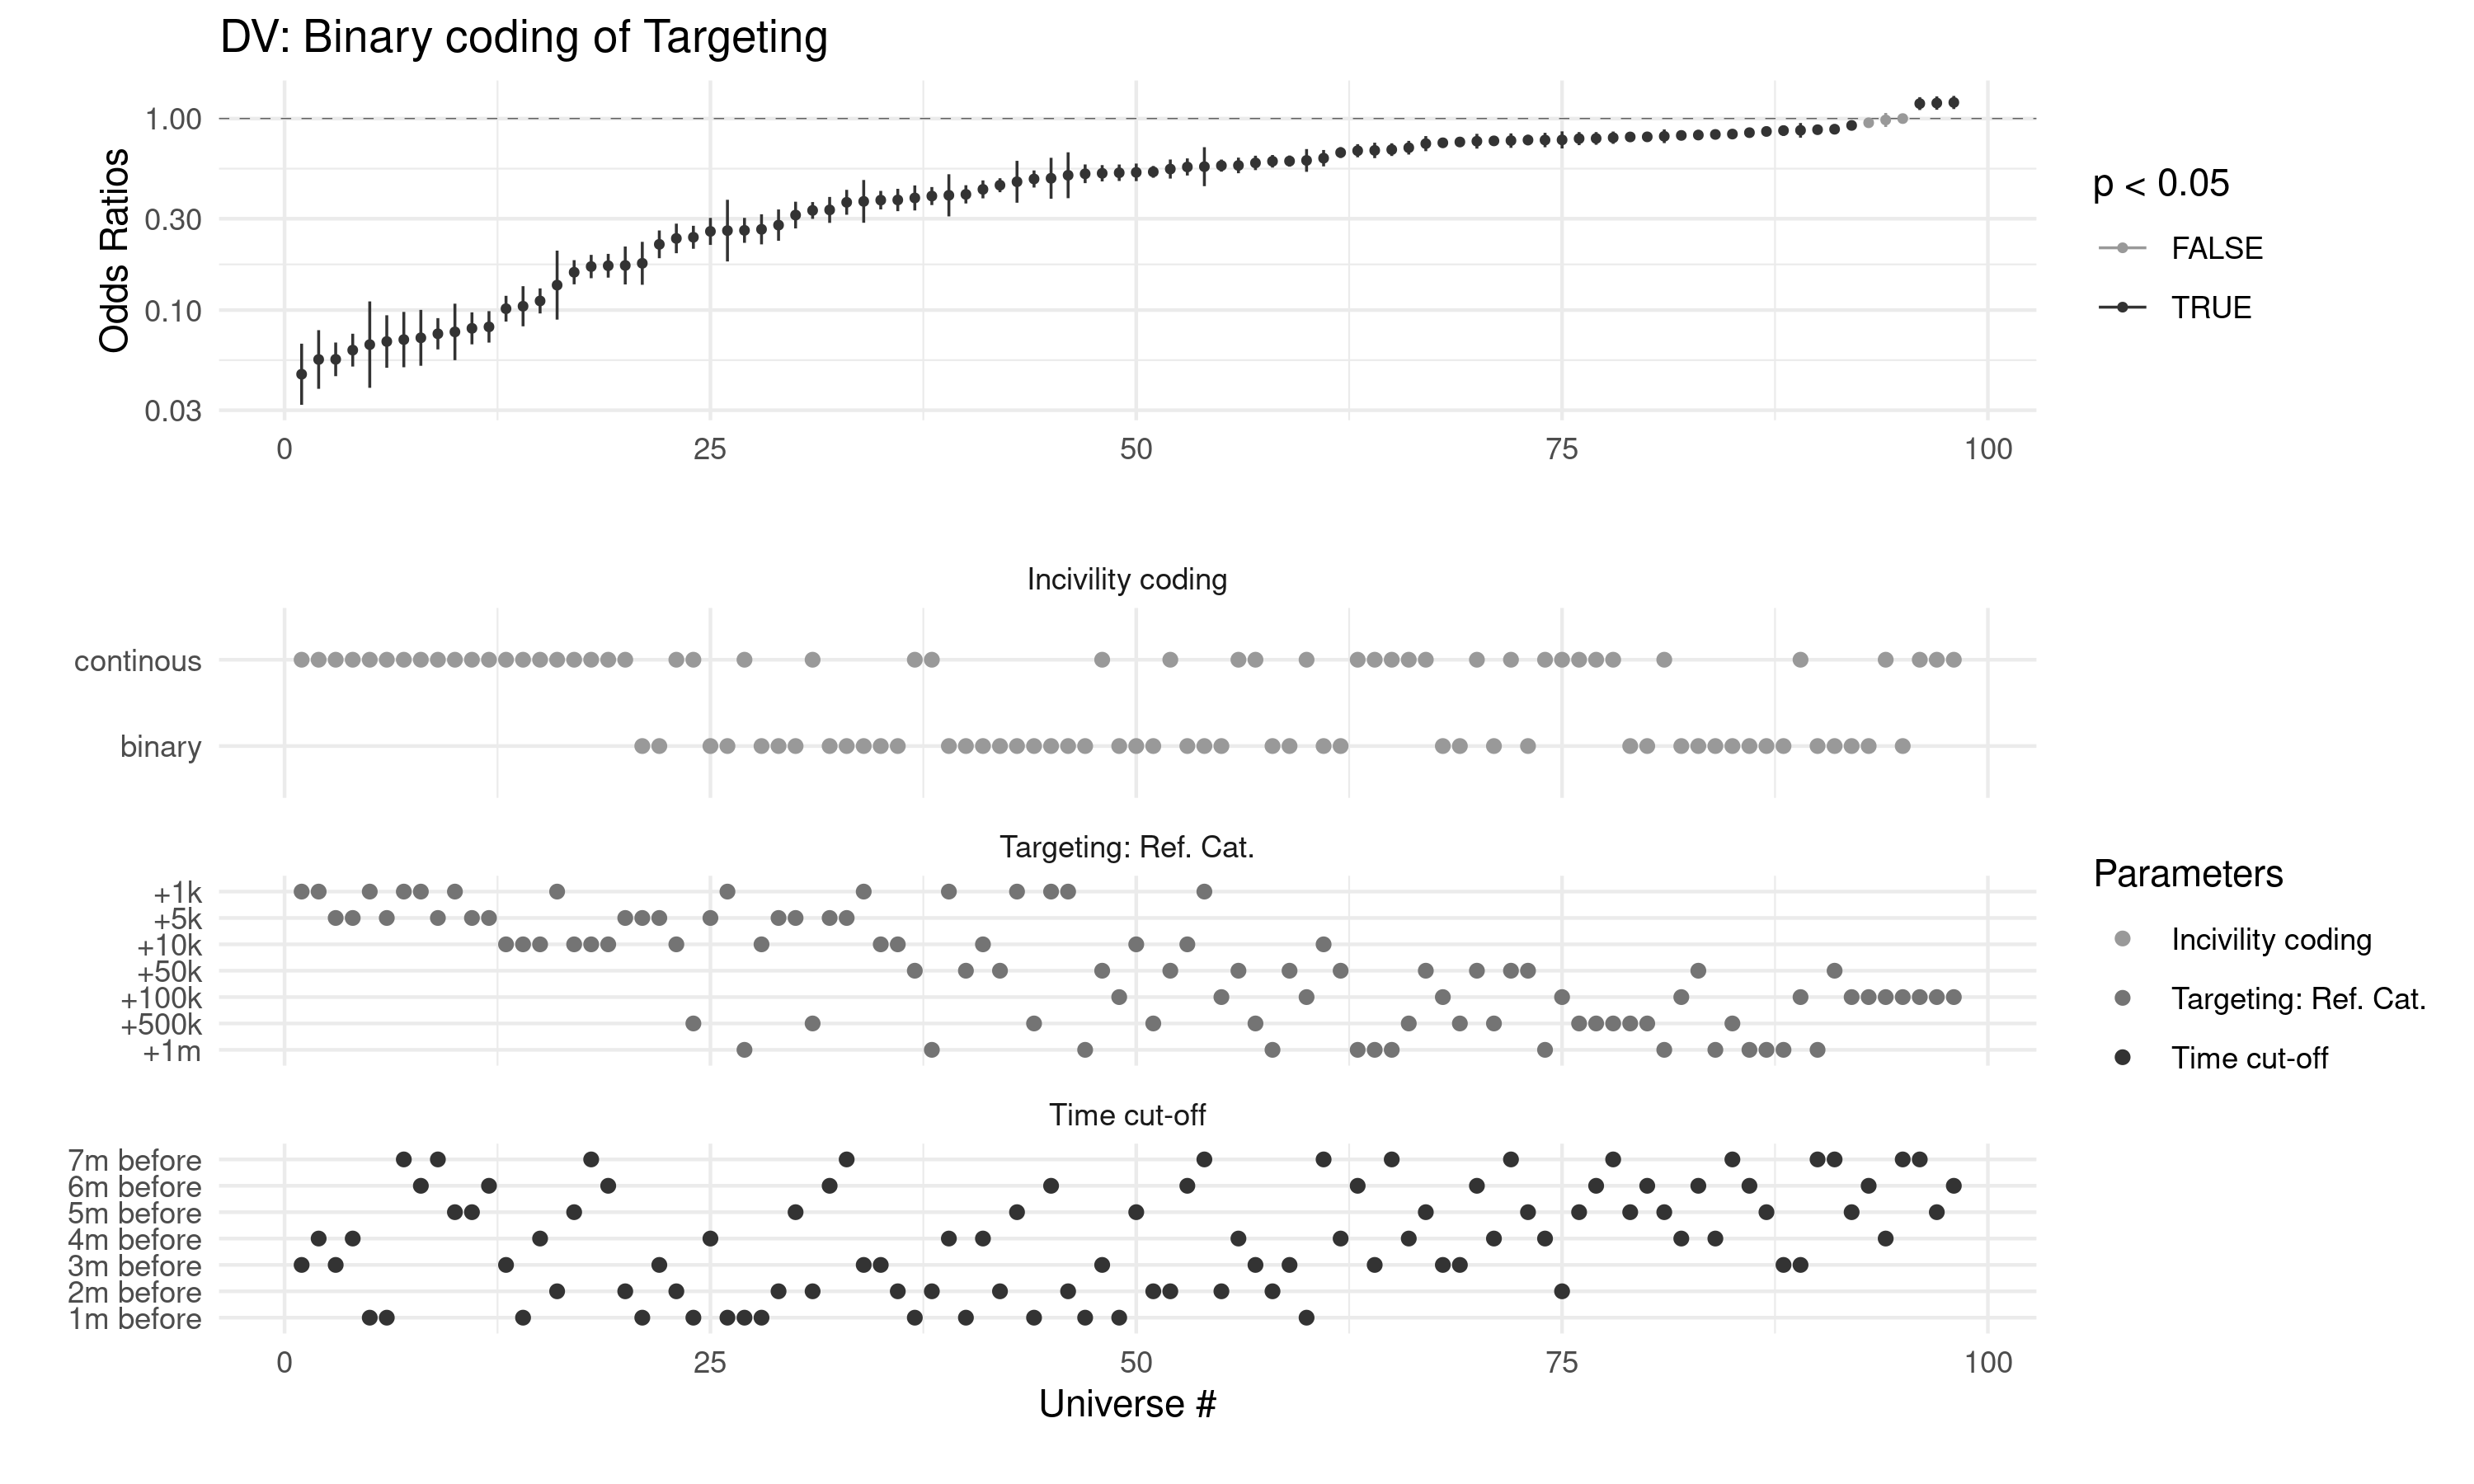 DV: Binary coding of Targeting
Odds Ratios
1.00
0.30
0.10
0.03
0 25 50 75 100
p < 0.05
FALSE
TRUE
Incivility coding
continous
binary
Targeting: Ref. Cat.
+1k
+5k
+10k
+50k
+100k
+500k
+1m
Parameters
Incivility coding
Targeting: Ref. Cat.
Time cut-off
Time cut-off
7m before
6m before
5m before
4m before
3m before
2m before
1m before
0 25 50 75 100
Universe #